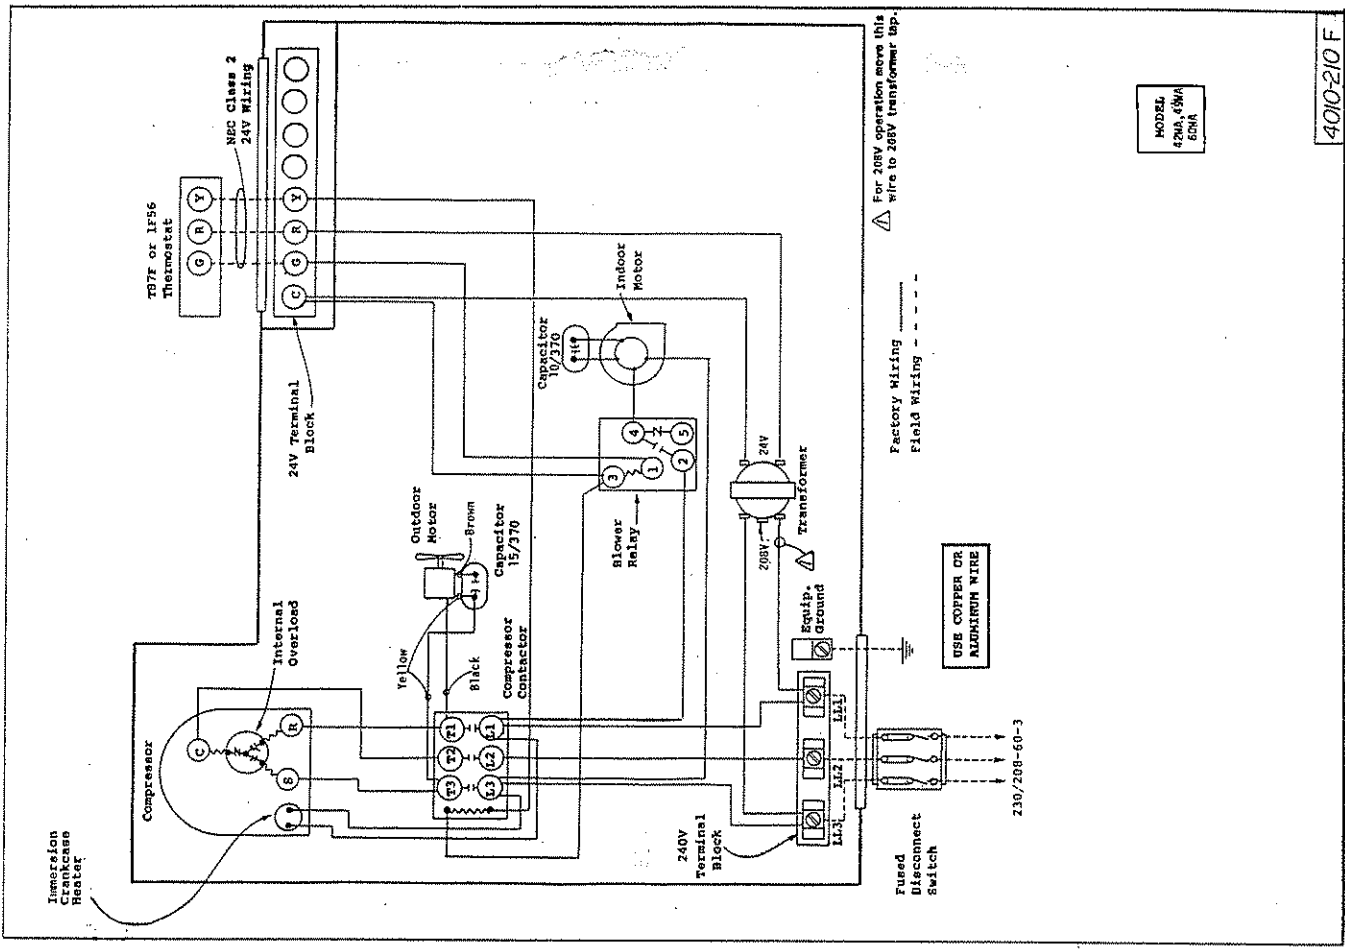 4010-210 F
MODEL
42WA, 49WA
60WA
⚠ For 208V operation move this
wire to 208V transformer tap.
NEC Class 2
24V Wiring
T87F or 1F56
Thermostat
G R Y
C G R Y
24V Terminal
Block
Indoor
Motor
Capacitor
10/370
4
5
3
1
2
Blower
Relay
24V
208V
Transformer
Factory Wiring
Field Wiring
Outdoor
Motor
Brown
Capacitor
15/370
Yellow
Black
Compressor
Contactor
Internal
Overload
Compressor
C
R
S
T1
L1
T2
L2
T3
L3
Immersion
Crankcase
Heater
Equip.
Ground
240V
Terminal
Block
LL1
LL2
LL3
Fused
Disconnect
Switch
230/208-60-3
USE COPPER OR
ALUMINUM WIRE